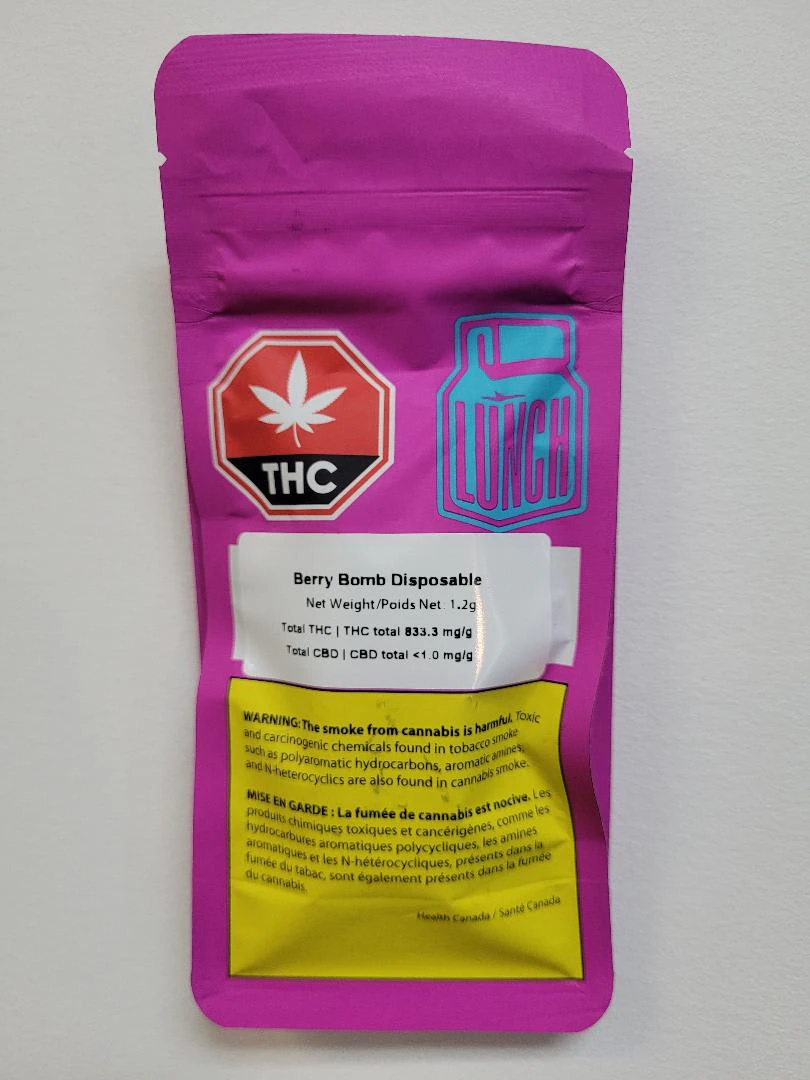 THC
LUNCH
Berry Bomb Disposable
Net Weight/Poids Net: 1.2g
Total THC | THC total 833.3 mg/g
Total CBD | CBD total <1.0 mg/g
WARNING: The smoke from cannabis is harmful. Toxic
and carcinogenic chemicals found in tobacco smoke
such as polyaromatic hydrocarbons, aromatic amines,
and N-heterocyclics are also found in cannabis smoke.
MISE EN GARDE : La fumée de cannabis est nocive. Les
produits chimiques toxiques et cancérigènes, comme les
hydrocarbures aromatiques polycycliques, les amines
aromatiques et les N-hétérocycliques, présents dans la
fumée du tabac, sont également présents dans la fumée
du cannabis.
Health Canada / Santé Canada